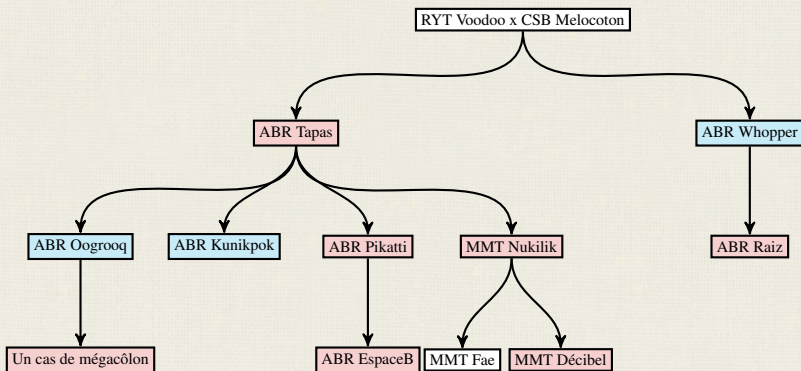 RYT Voodoo x CSB Melocoton
ABR Tapas
ABR Whopper
ABR Oogrooq
ABR Kunikpok
ABR Pikatti
MMT Nukilik
ABR Raiz
Un cas de mégacôlon
ABR EspaceB
MMT Fae
MMT Décibel